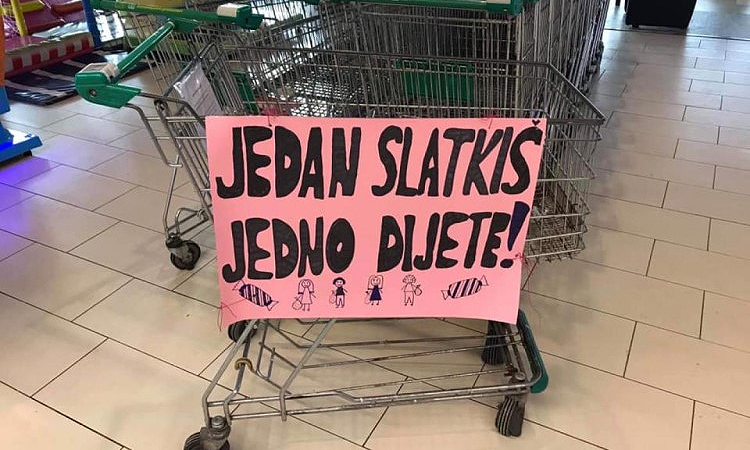 JEDAN SLATKIŠ
JEDNO DIJETE!